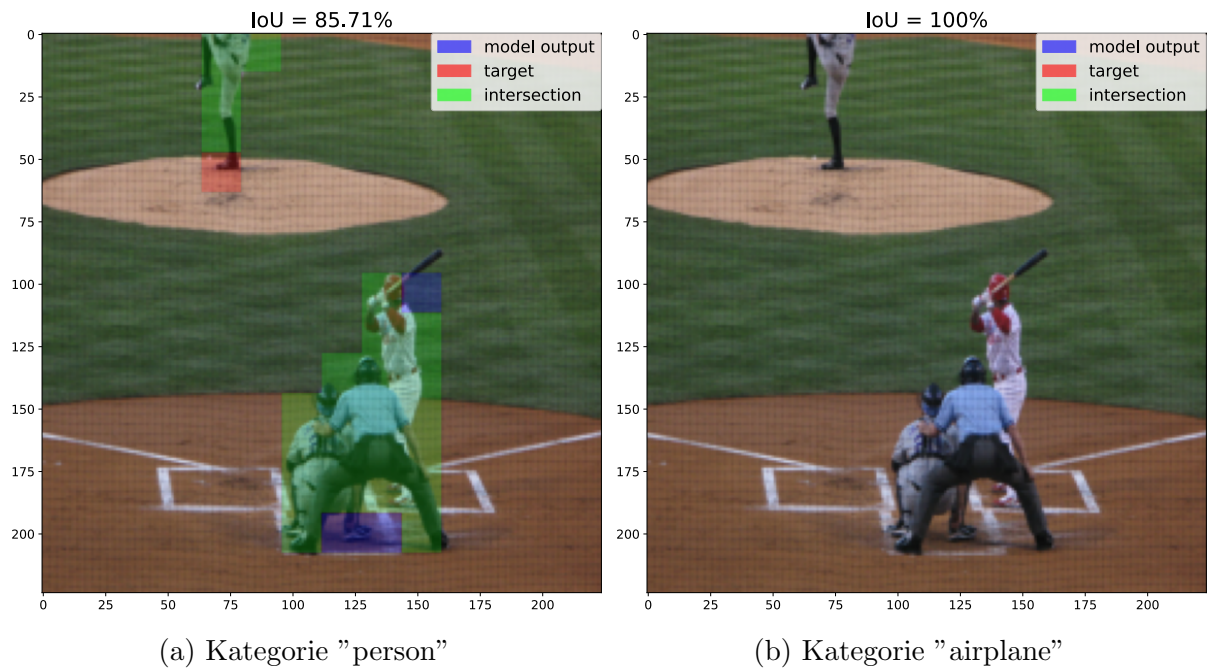 IoU = 85.71%
model output
target
intersection
0
25
50
75
100
125
150
175
200
0 25 50 75 100 125 150 175 200
(a) Kategorie "person"
IoU = 100%
model output
target
intersection
0
25
50
75
100
125
150
175
200
0 25 50 75 100 125 150 175 200
(b) Kategorie "airplane"